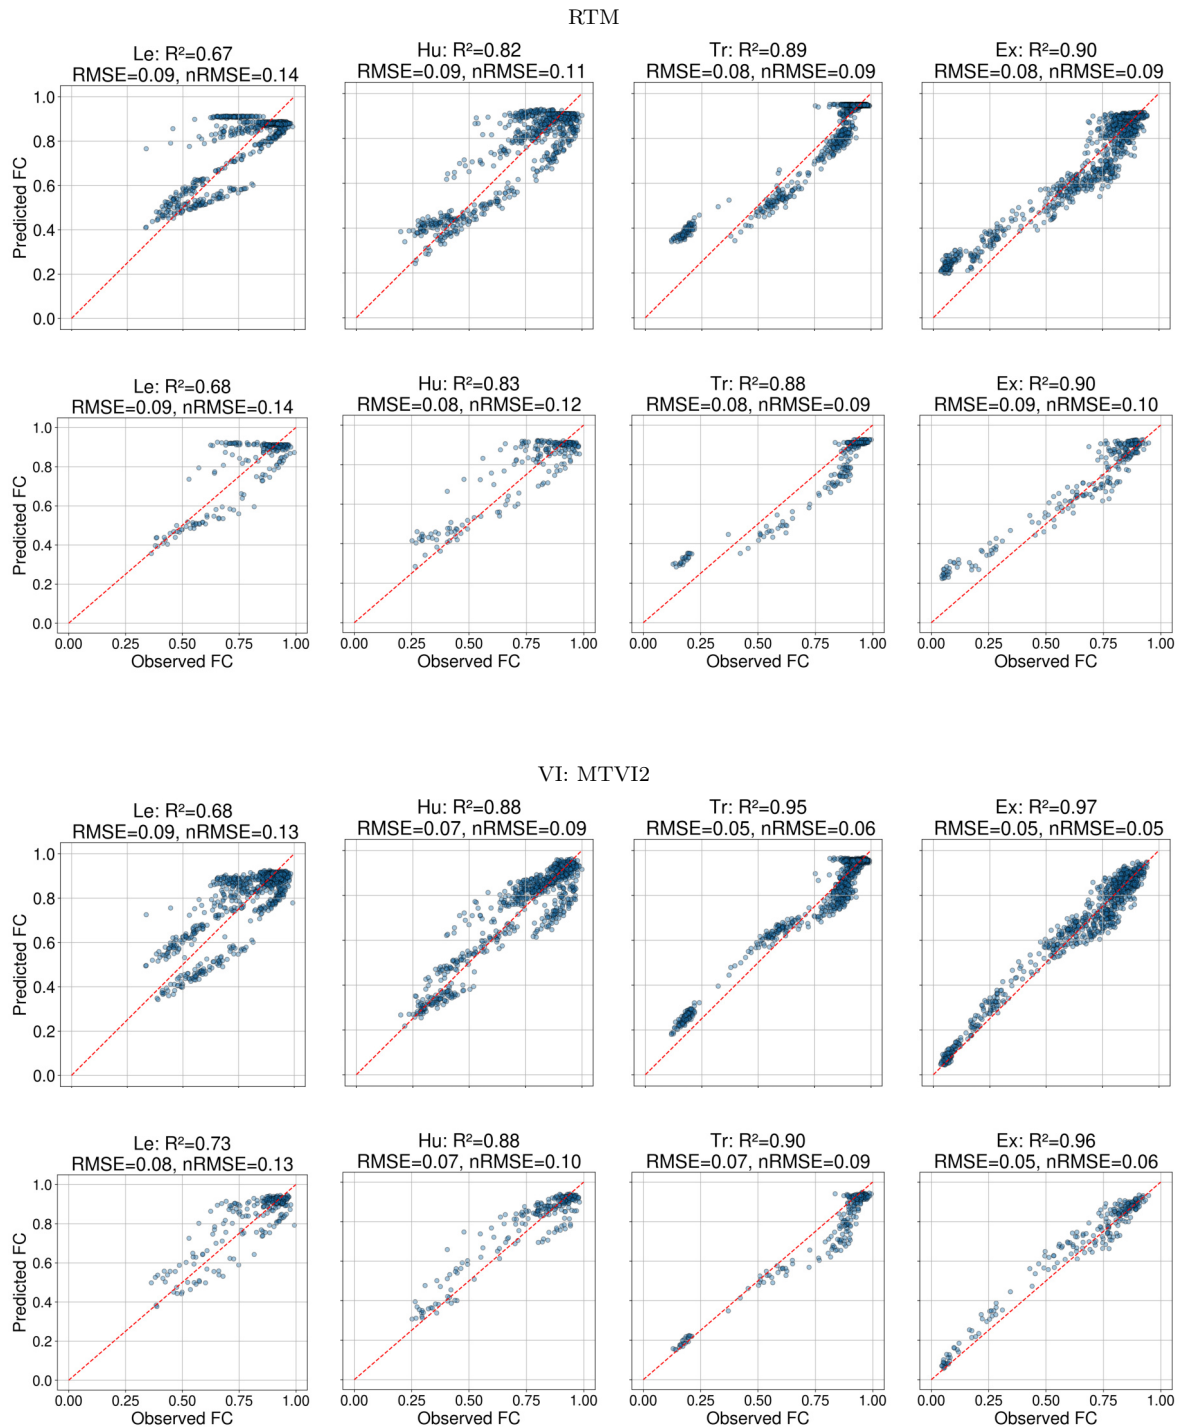 RTM
Le: R²=0.67
RMSE=0.09, nRMSE=0.14
Hu: R²=0.82
RMSE=0.09, nRMSE=0.11
Tr: R²=0.89
RMSE=0.08, nRMSE=0.09
Ex: R²=0.90
RMSE=0.08, nRMSE=0.09
Predicted FC
1.0
0.8
0.6
0.4
0.2
0.0
Le: R²=0.68
RMSE=0.09, nRMSE=0.14
Hu: R²=0.83
RMSE=0.08, nRMSE=0.12
Tr: R²=0.88
RMSE=0.08, nRMSE=0.09
Ex: R²=0.90
RMSE=0.09, nRMSE=0.10
Predicted FC
1.0
0.8
0.6
0.4
0.2
0.0
0.00 0.25 0.50 0.75 1.00
Observed FC
0.00 0.25 0.50 0.75 1.00
Observed FC
0.00 0.25 0.50 0.75 1.00
Observed FC
0.00 0.25 0.50 0.75 1.00
Observed FC
VI: MTVI2
Le: R²=0.68
RMSE=0.09, nRMSE=0.13
Hu: R²=0.88
RMSE=0.07, nRMSE=0.09
Tr: R²=0.95
RMSE=0.05, nRMSE=0.06
Ex: R²=0.97
RMSE=0.05, nRMSE=0.05
Predicted FC
1.0
0.8
0.6
0.4
0.2
0.0
Le: R²=0.73
RMSE=0.08, nRMSE=0.13
Hu: R²=0.88
RMSE=0.07, nRMSE=0.10
Tr: R²=0.90
RMSE=0.07, nRMSE=0.09
Ex: R²=0.96
RMSE=0.05, nRMSE=0.06
Predicted FC
1.0
0.8
0.6
0.4
0.2
0.0
0.00 0.25 0.50 0.75 1.00
Observed FC
0.00 0.25 0.50 0.75 1.00
Observed FC
0.00 0.25 0.50 0.75 1.00
Observed FC
0.00 0.25 0.50 0.75 1.00
Observed FC